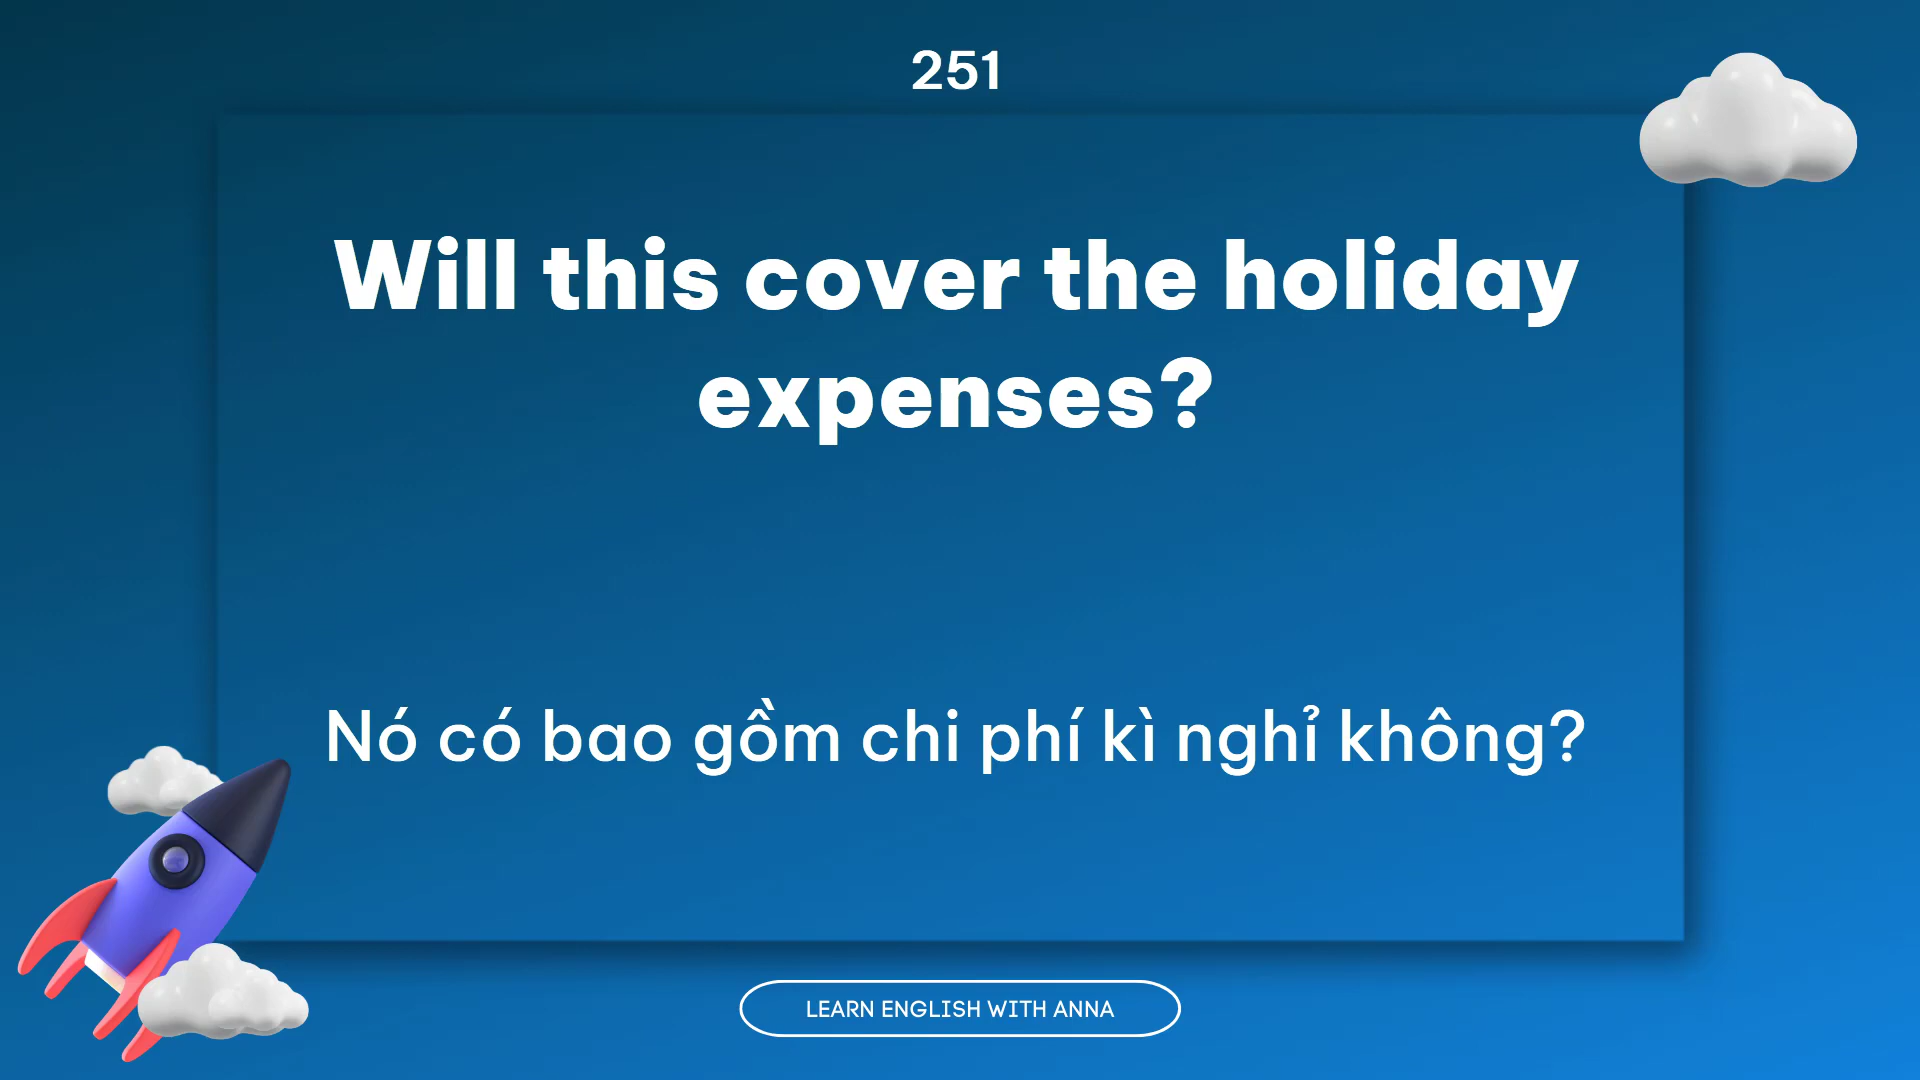 251
Will this cover the holiday
expenses?
Nó có bao gồm chi phí kì nghỉ không?
LEARN ENGLISH WITH ANNA